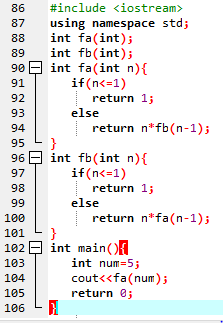 86 #include <iostream>
87 using namespace std;
88 int fa(int);
89 int fb(int);
90 int fa(int n){
91 if(n<=1)
92 return 1;
93 else
94 return n*fb(n-1);
95 }
96 int fb(int n){
97 if(n<=1)
98 return 1;
99 else
100 return n*fa(n-1);
101 }
102 int main(){
103 int num=5;
104 cout<<fa(num);
105 return 0;
106 }